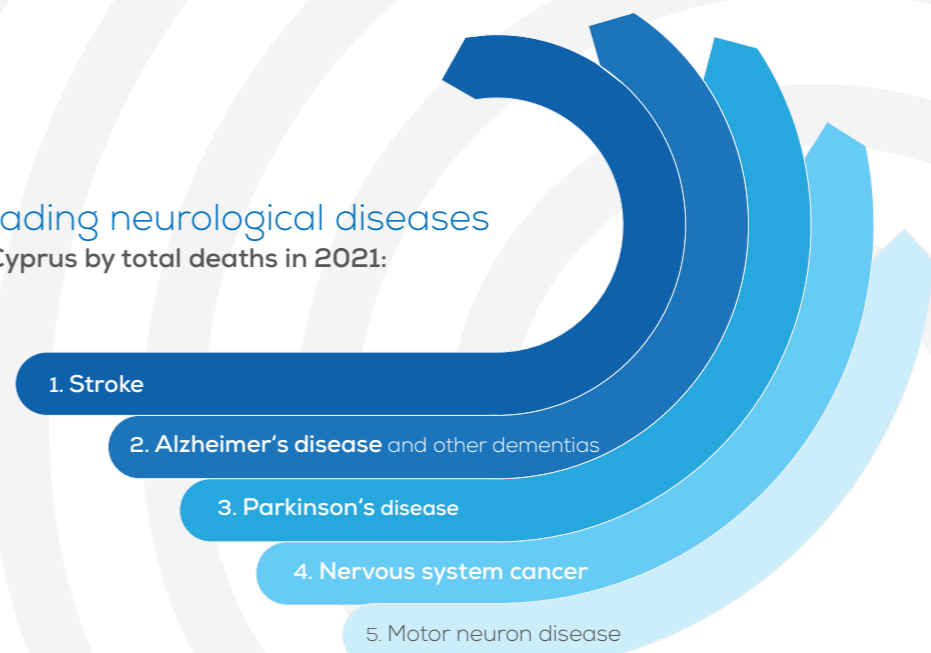 ading neurological diseases
Cyprus by total deaths in 2021:
1. Stroke
2. Alzheimer‘s disease and other dementias
3. Parkinson‘s disease
4. Nervous system cancer
5. Motor neuron disease